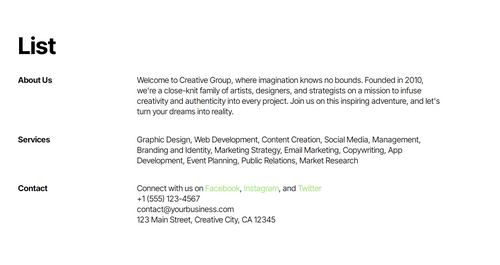 List
About Us
Welcome to Creative Group, where imagination knows no bounds. Founded in 2010,
we're a close-knit family of artists, designers, and strategists on a mission to infuse
creativity and authenticity into every project. Join us on this inspiring adventure, and let's
turn your dreams into reality.
Services
Graphic Design, Web Development, Content Creation, Social Media, Management,
Branding and Identity, Marketing Strategy, Email Marketing, Copywriting, App
Development, Event Planning, Public Relations, Market Research
Contact
Connect with us on Facebook, Instagram, and Twitter
+1 (555) 123-4567
contact@yourbusiness.com
123 Main Street, Creative City, CA 12345